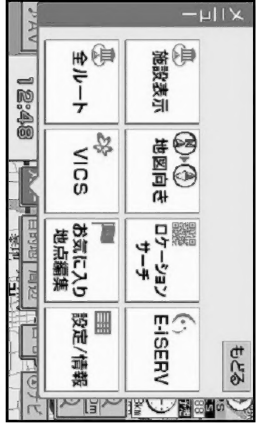 メニュー
もどる
施設表示
地図向き
ロケーション
サーチ
E-iSERV
全ルート
VICS
お気に入り
地点編集
設定/情報
12:48